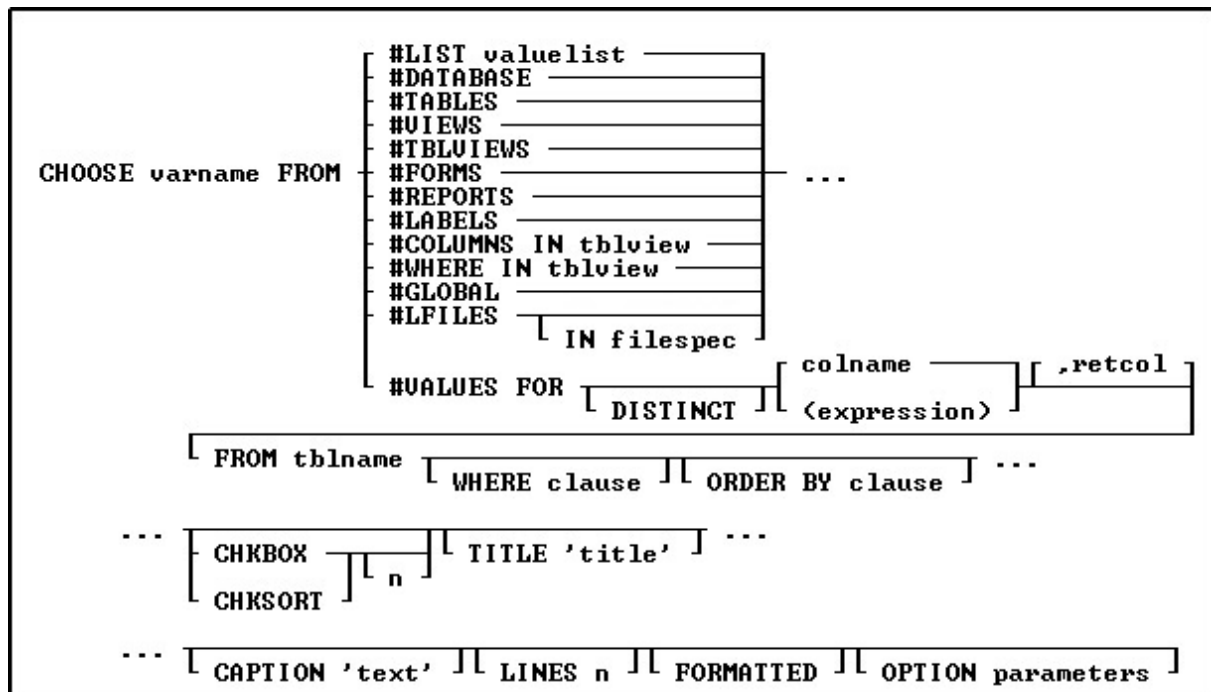 #LIST valuelist
#DATABASE
#TABLES
#VIEWS
#TBLVIEWS
CHOOSE varname FROM #FORMS ...
#REPORTS
#LABELS
#COLUMNS IN tblview
#WHERE IN tblview
#GLOBAL
#LFILES
IN filespec
colname ,retcol
#VALUES FOR
DISTINCT (expression)
FROM tblname ...
WHERE clause ORDER BY clause
... ...
CHKBOX TITLE 'title'
n
CHKSORT
...
CAPTION 'text' LINES n FORMATTED OPTION parameters